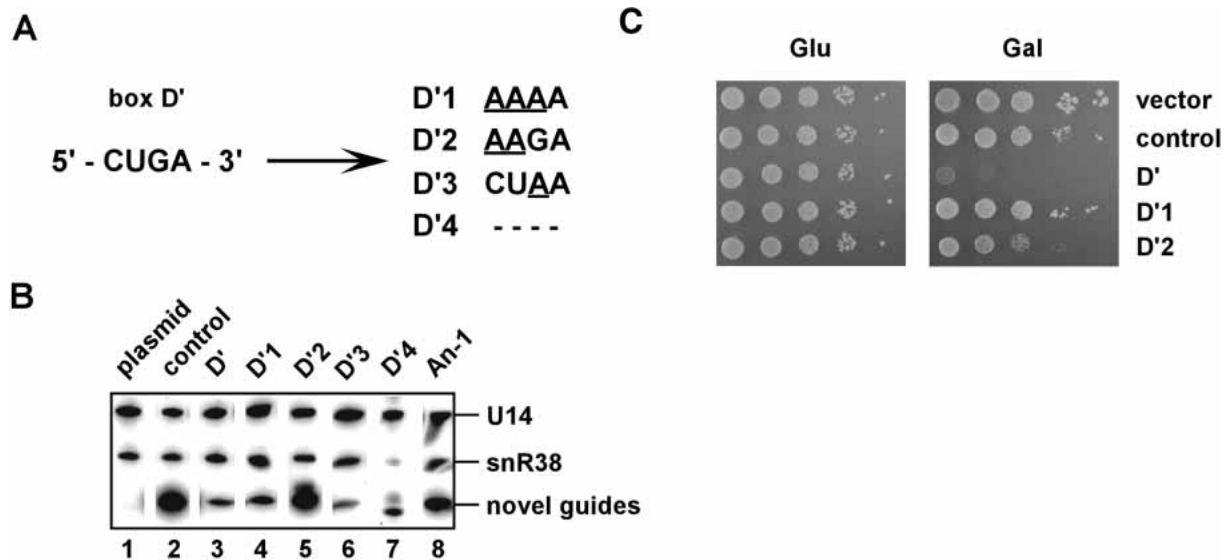 A
box D'
5' - CUGA - 3'
D'1 AAAA
D'2 AAGA
D'3 CUAA
D'4 - - - -
B
plasmid control D' D'1 D'2 D'3 D'4 An-1
U14
snR38
novel guides
1 2 3 4 5 6 7 8
C
Glu Gal
vector
control
D'
D'1
D'2